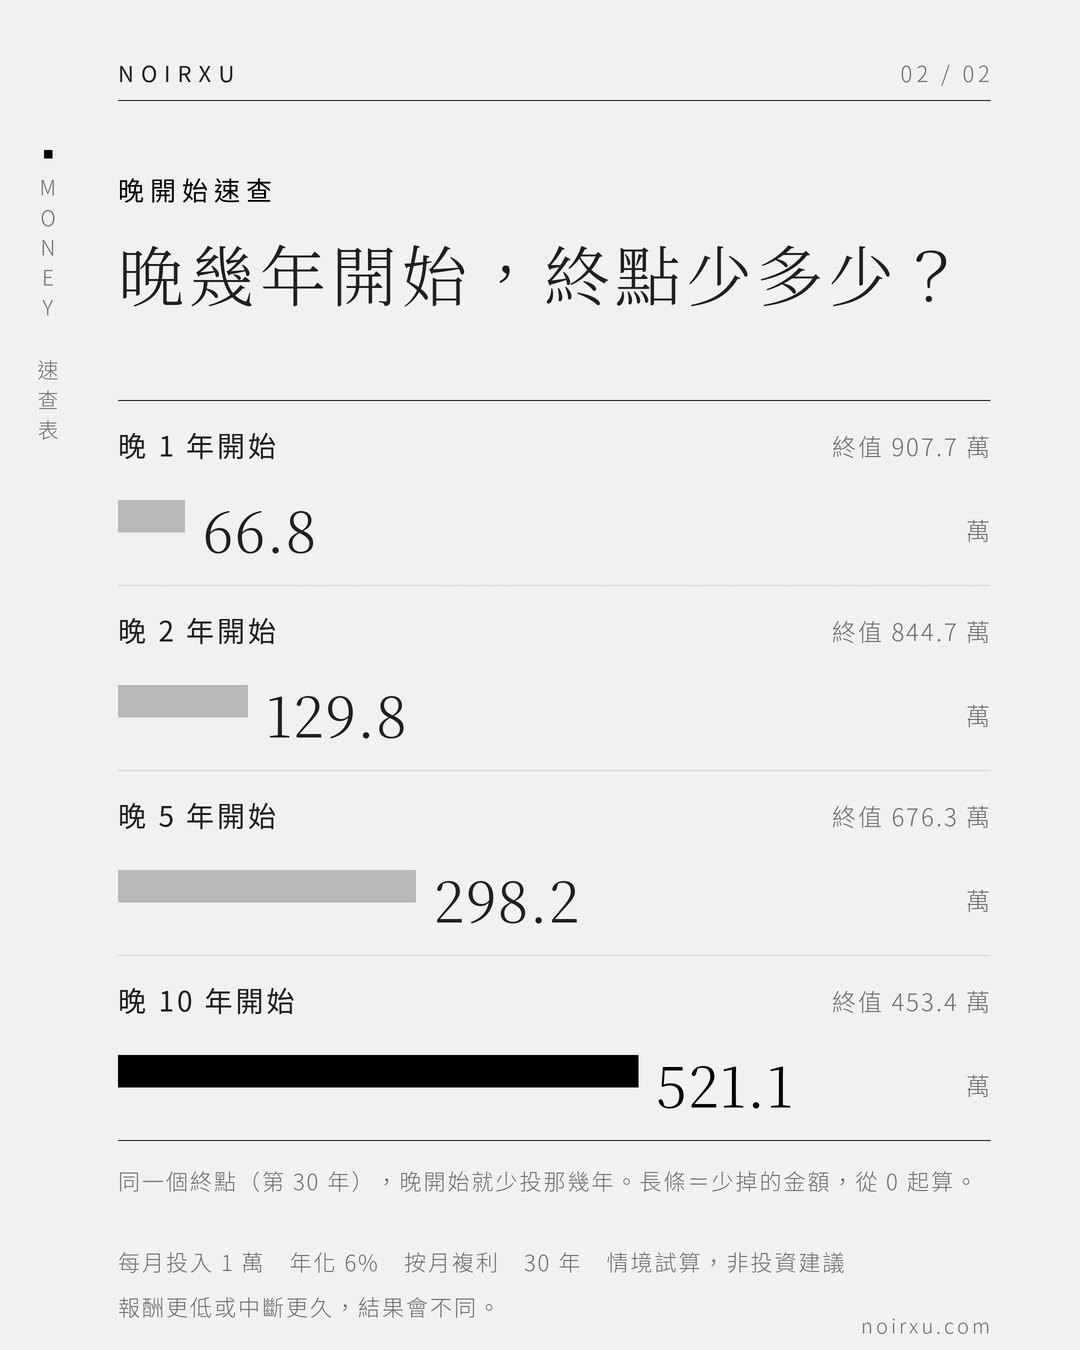 NOIRXU
02 / 02
MONEY 速查表
晚開始速查
晚幾年開始，終點少多少？
晚 1 年開始
終值 907.7 萬
66.8
萬
晚 2 年開始
終值 844.7 萬
129.8
萬
晚 5 年開始
終值 676.3 萬
298.2
萬
晚 10 年開始
終值 453.4 萬
521.1
萬
同一個終點（第 30 年），晚開始就少投那幾年。長條＝少掉的金額，從 0 起算。
每月投入 1 萬　年化 6%　按月複利　30 年　情境試算，非投資建議
報酬更低或中斷更久，結果會不同。
noirxu.com